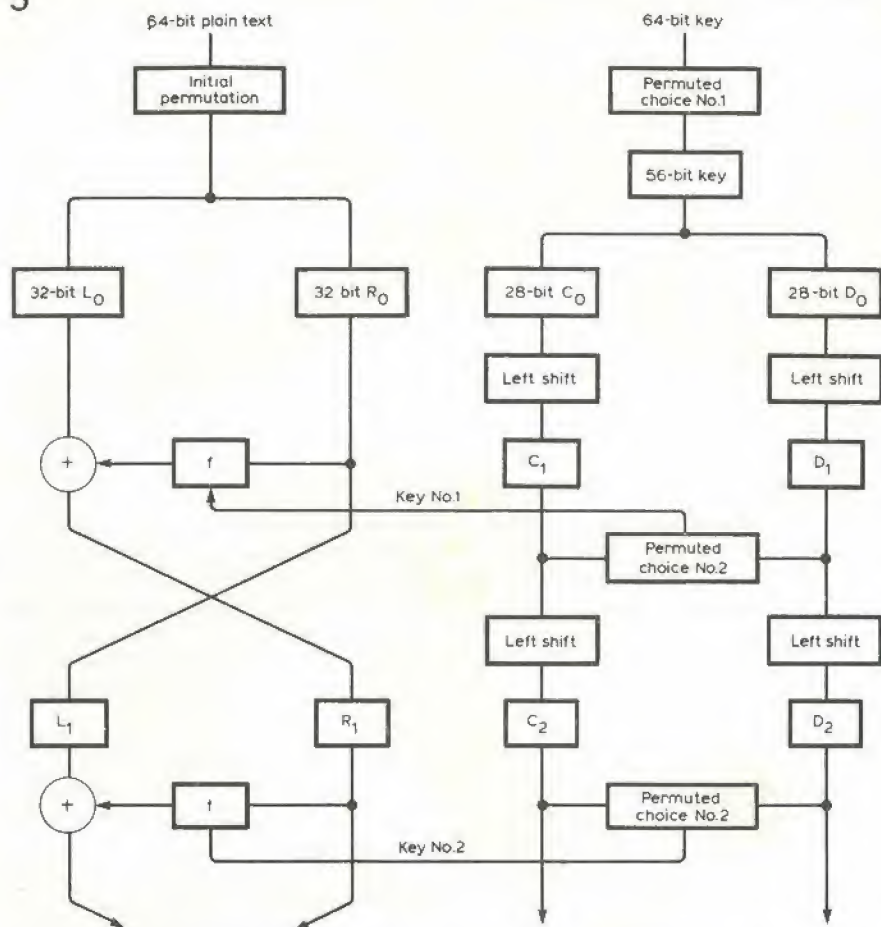 3
64-bit plain text
64-bit key
Initial
permutation
Permuted
choice No.1
56-bit key
32-bit L0
32 bit R0
28-bit C0
28-bit D0
Left shift
Left shift
+
f
C1
D1
Key No.1
Permuted
choice No.2
Left shift
Left shift
L1
R1
C2
D2
+
f
Permuted
choice No.2
Key No.2